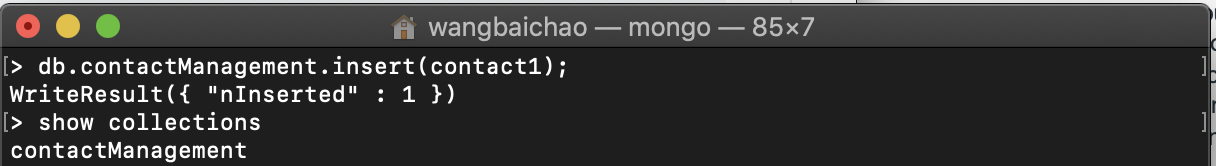 wangbaichao — mongo — 85×7
[> db.contactManagement.insert(contact1); ]
WriteResult({ "nInserted" : 1 })
[> show collections ]
contactManagement